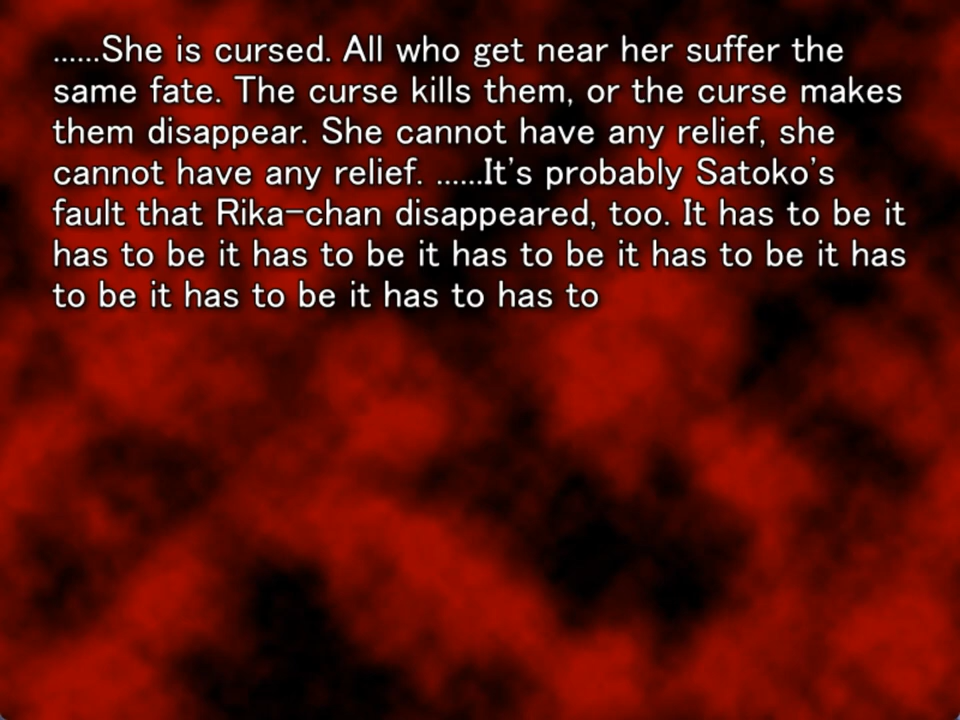 ......She is cursed. All who get near her suffer the
same fate. The curse kills them, or the curse makes
them disappear. She cannot have any relief, she
cannot have any relief. ......It's probably Satoko's
fault that Rika-chan disappeared, too. It has to be it
has to be it has to be it has to be it has to be it has
to be it has to be it has to has to